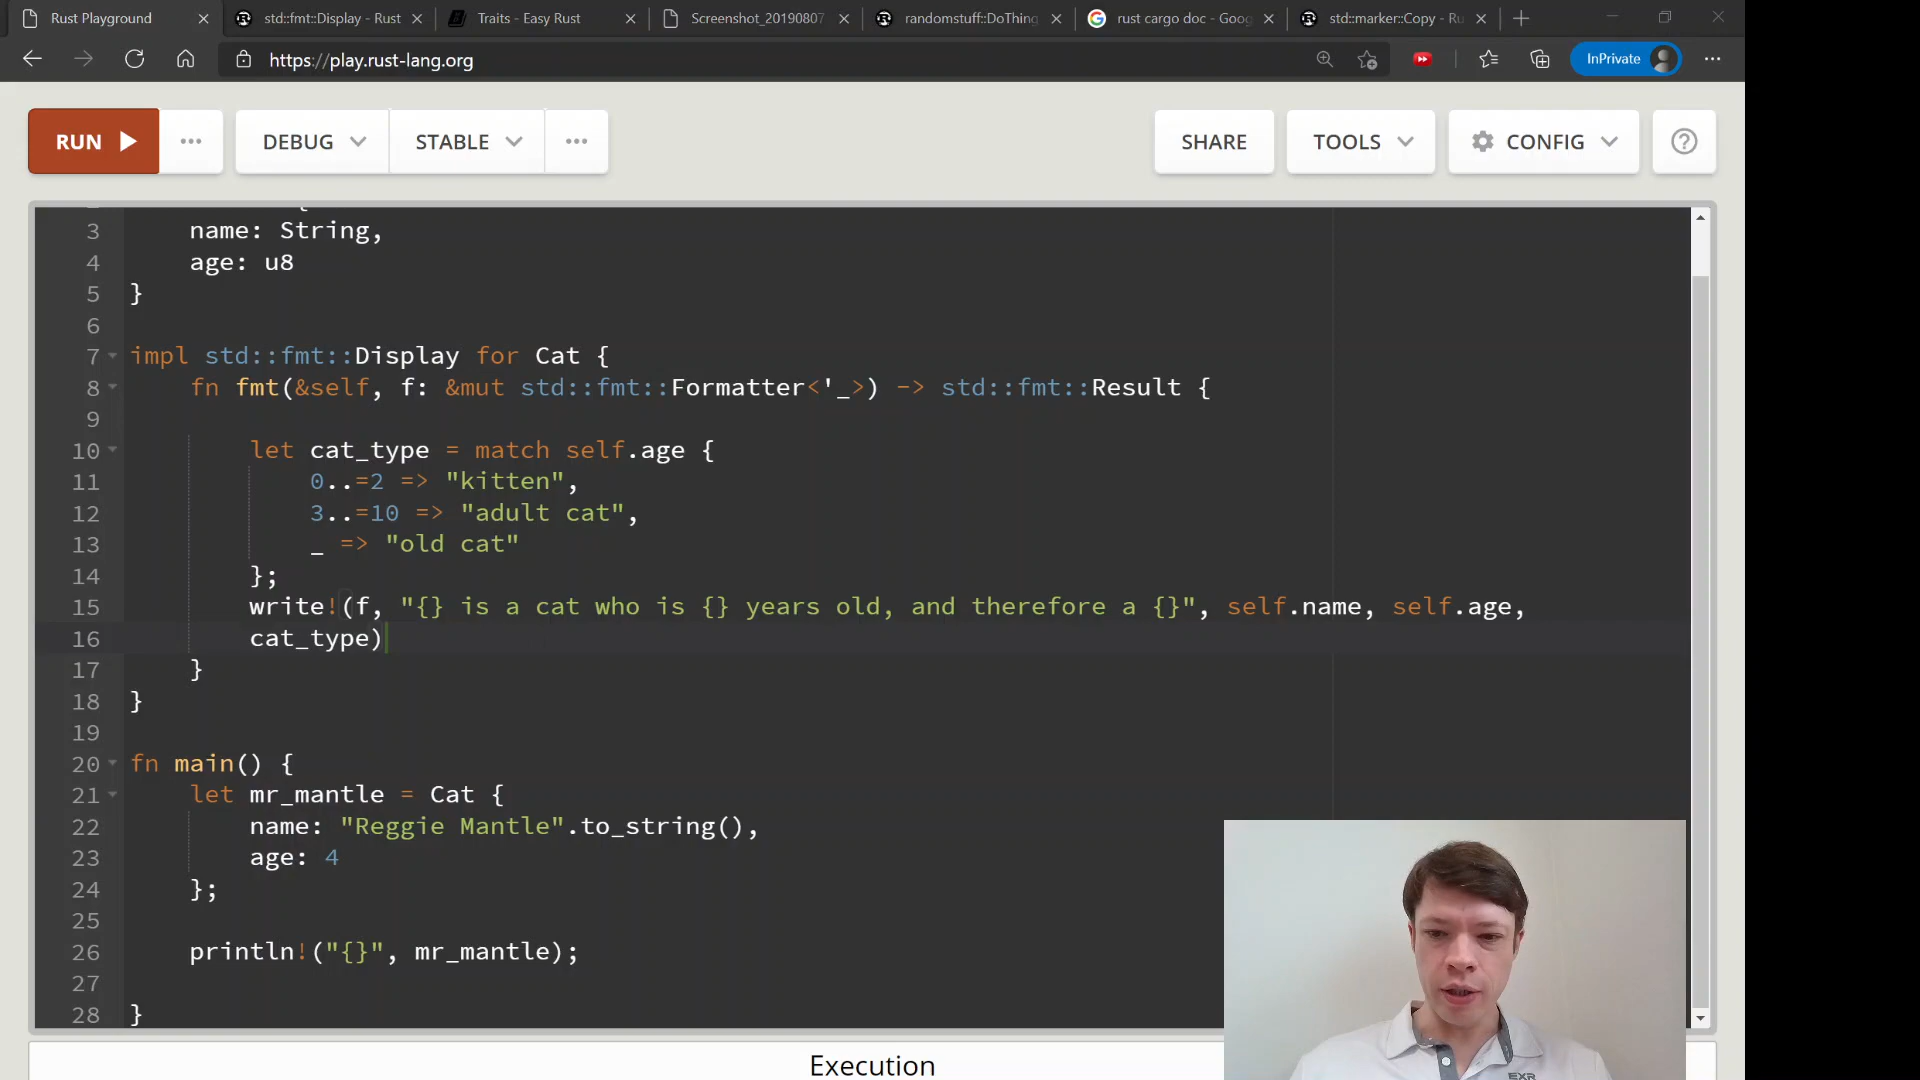 Rust Playground
std::fmt::Display - Rust
Traits - Easy Rust
Screenshot_20190807
randomstuff::DoThing
rust cargo doc - Goog
std::marker::Copy - Ru
https://play.rust-lang.org
InPrivate
RUN
DEBUG
STABLE
SHARE
TOOLS
CONFIG
3 name: String,
4 age: u8
5 }
6
7 impl std::fmt::Display for Cat {
8 fn fmt(&self, f: &mut std::fmt::Formatter<'_>) -> std::fmt::Result {
9
10 let cat_type = match self.age {
11 0..=2 => "kitten",
12 3..=10 => "adult cat",
13 _ => "old cat"
14 };
15 write!(f, "{} is a cat who is {} years old, and therefore a {}", self.name, self.age,
16 cat_type)
17 }
18 }
19
20 fn main() {
21 let mr_mantle = Cat {
22 name: "Reggie Mantle".to_string(),
23 age: 4
24 };
25
26 println!("{}", mr_mantle);
27
28 }
Execution
EXR